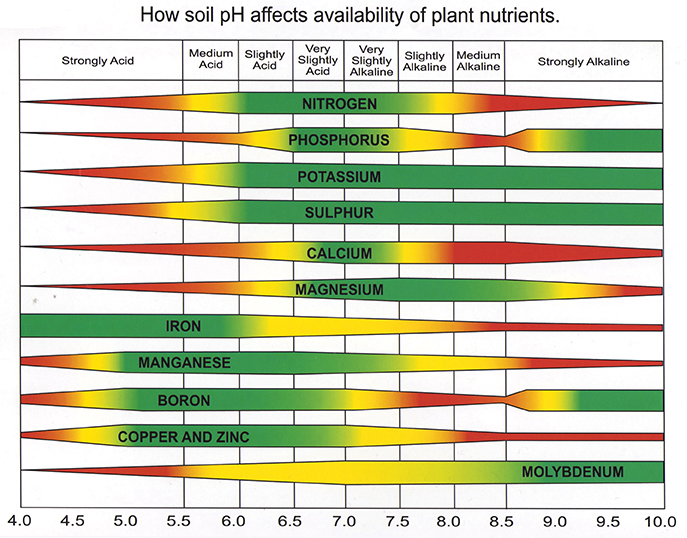 How soil pH affects availability of plant nutrients.
Strongly Acid
Medium
Acid
Slightly
Acid
Very
Slightly
Acid
Very
Slightly
Alkaline
Slightly
Alkaline
Medium
Alkaline
Strongly Alkaline
NITROGEN
PHOSPHORUS
POTASSIUM
SULPHUR
CALCIUM
MAGNESIUM
IRON
MANGANESE
BORON
COPPER AND ZINC
MOLYBDENUM
4.0 4.5 5.0 5.5 6.0 6.5 7.0 7.5 8.0 8.5 9.0 9.5 10.0